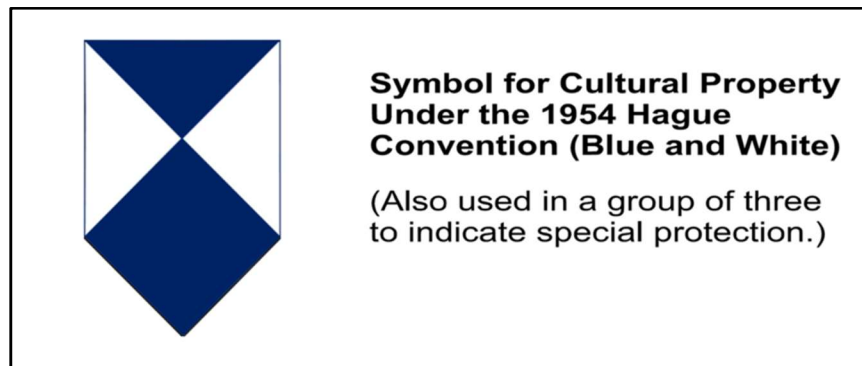 Symbol for Cultural Property
Under the 1954 Hague
Convention (Blue and White)
(Also used in a group of three
to indicate special protection.)